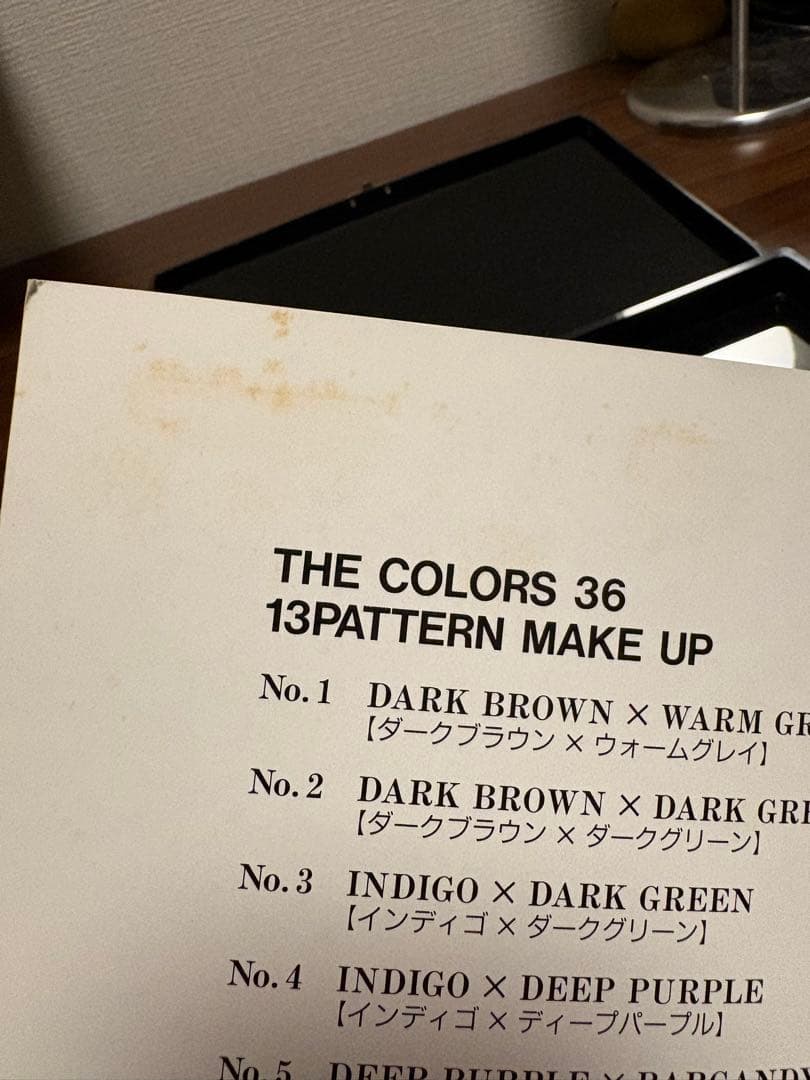 THE COLORS 36
13PATTERN MAKE UP
No. 1 DARK BROWN × WARM
【ダークブラウン × ウォームグレイ】
No. 2 DARK BROWN × DARK
【ダークブラウン × ダークグリーン】
No. 3 INDIGO × DARK GREEN
【インディゴ × ダークグリーン】
No. 4 INDIGO × DEEP PURPLE
【インディゴ × ディープパープル】
No. 5 DEEP PURPLE ×